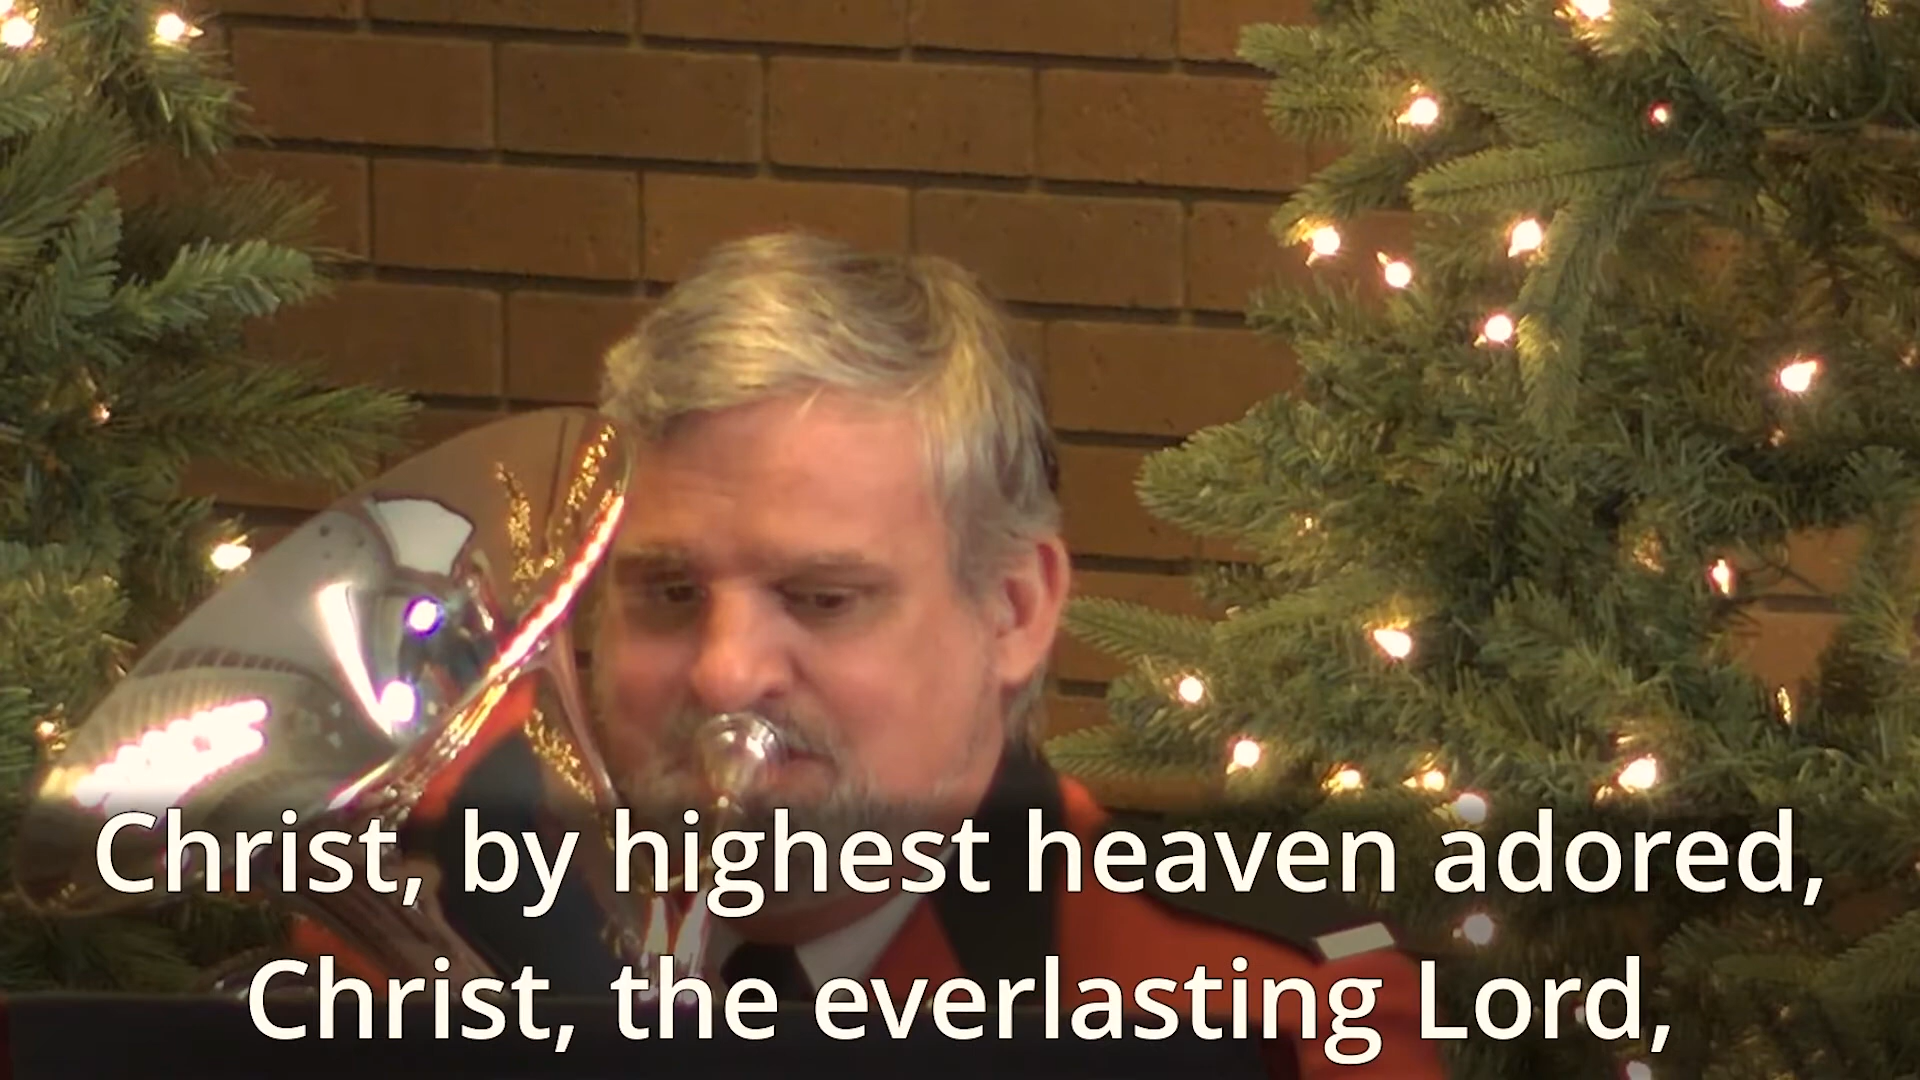 Christ, by highest heaven adored,
Christ, the everlasting Lord,